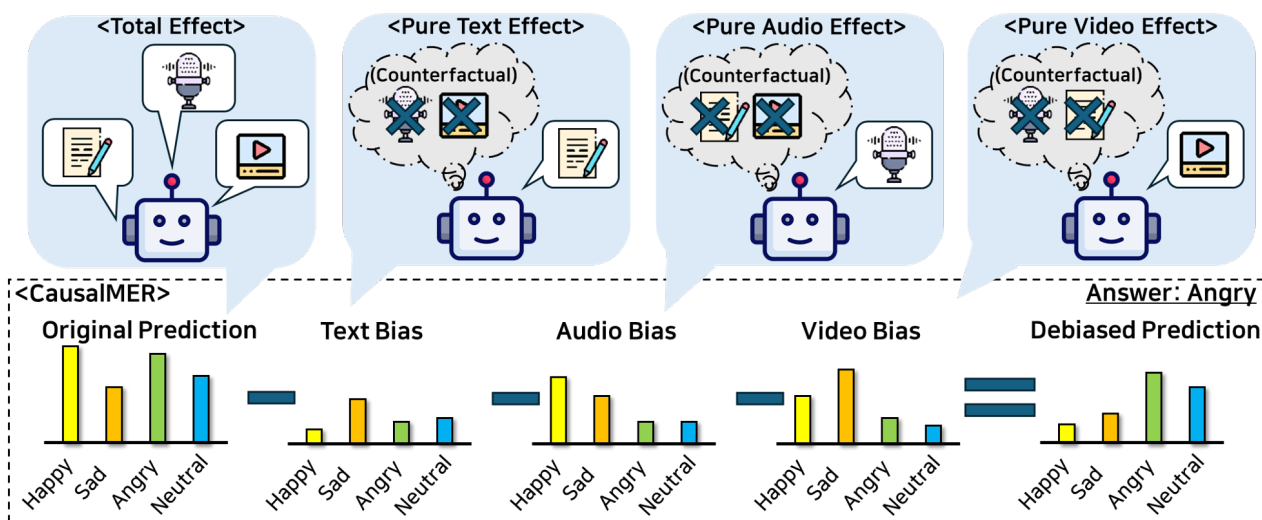 <Total Effect>
<Pure Text Effect>
<Pure Audio Effect>
<Pure Video Effect>
(Counterfactual)
(Counterfactual)
(Counterfactual)
<CausalMER>
Answer: Angry
Original Prediction
Text Bias
Audio Bias
Video Bias
Debiased Prediction
Happy
Sad
Angry
Neutral
Happy
Sad
Angry
Neutral
Happy
Sad
Angry
Neutral
Happy
Sad
Angry
Neutral
Happy
Sad
Angry
Neutral